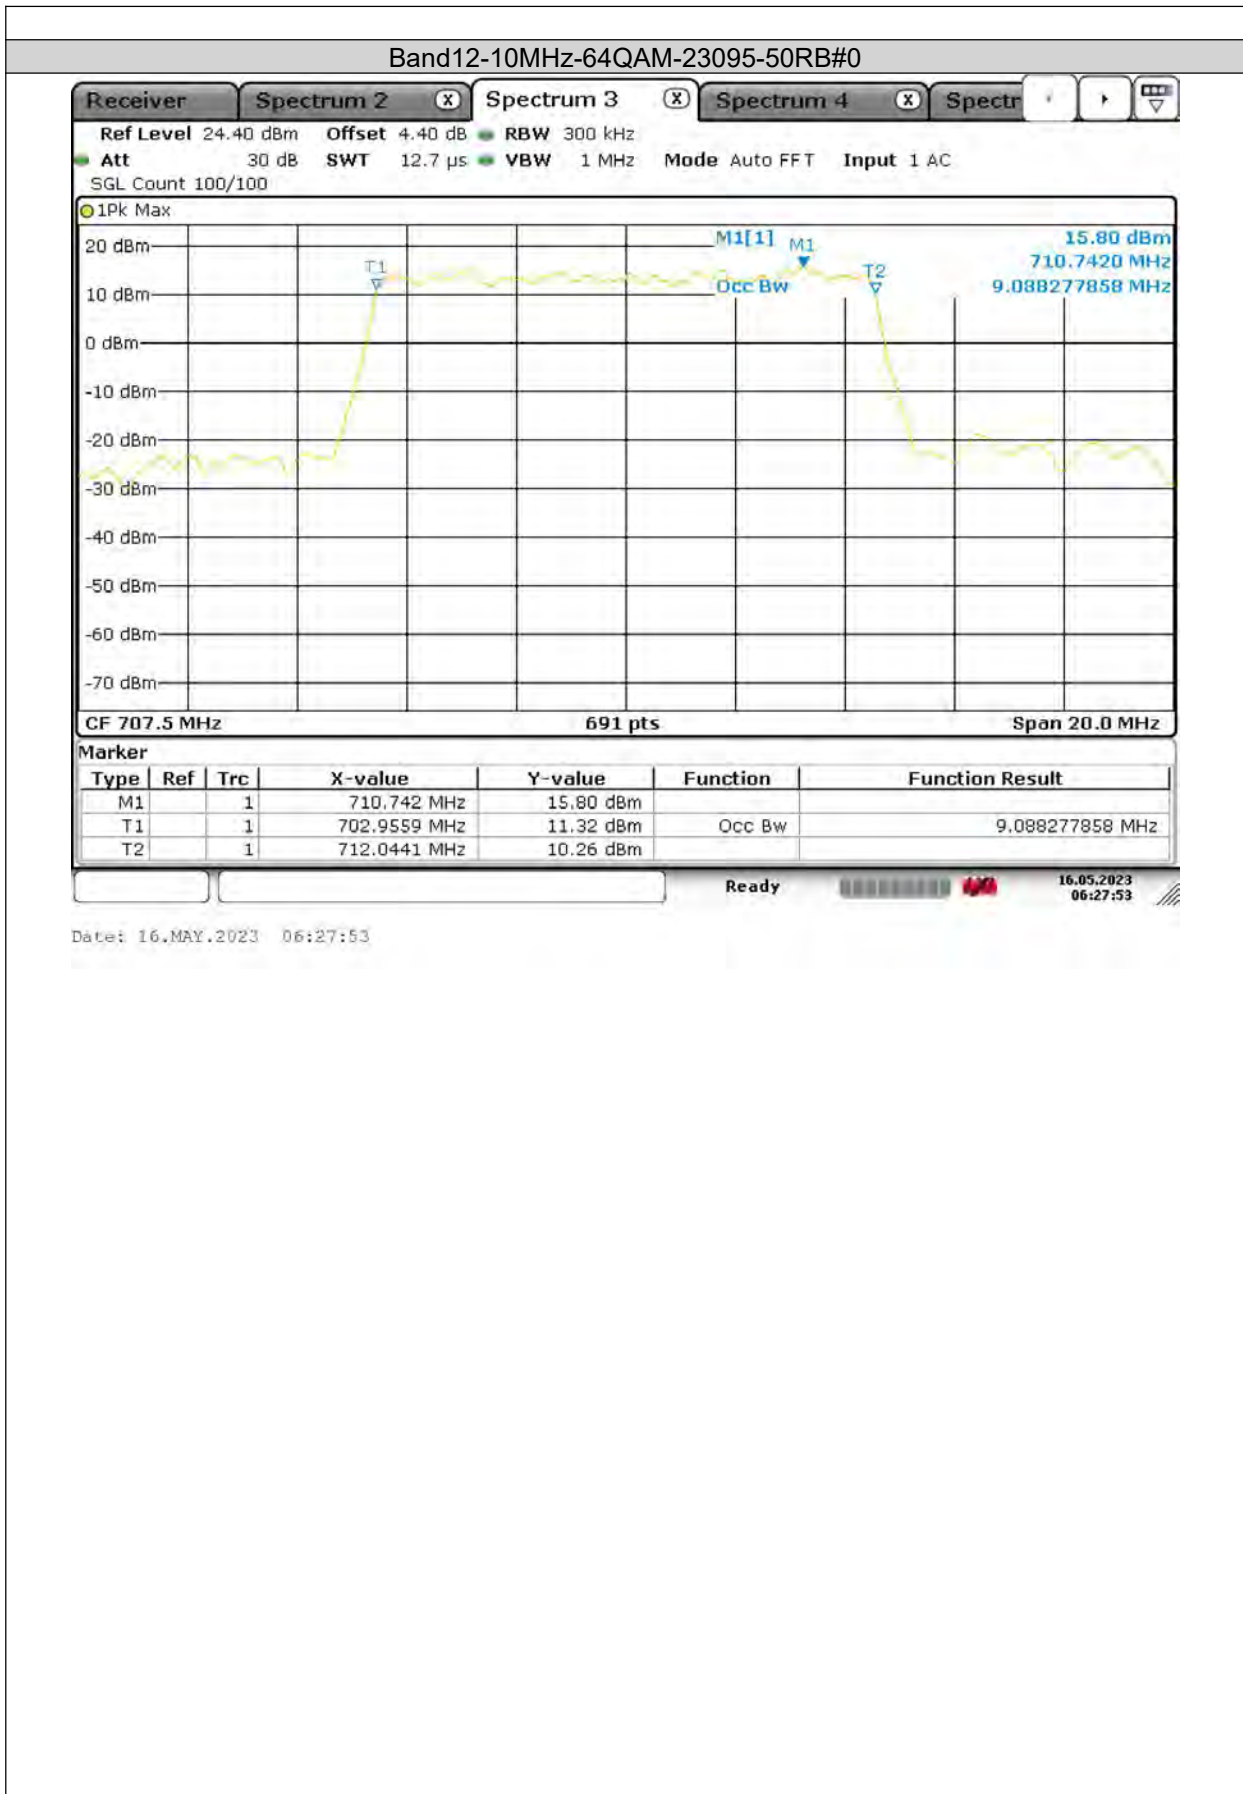 Band12-10MHz-64QAM-23095-50RB#0
Receiver Spectrum 2 X Spectrum 3 X Spectrum 4 X Spectr
Ref Level 24.40 dBm Offset 4.40 dB RBW 300 kHz
Att 30 dB SWT 12.7 µs VBW 1 MHz Mode Auto FFT Input 1 AC
SGL Count 100/100
1Pk Max
M1[1] 15.80 dBm
710.7420 MHz
Occ Bw 9.088277858 MHz
M1
T1
T2
20 dBm
10 dBm
0 dBm
-10 dBm
-20 dBm
-30 dBm
-40 dBm
-50 dBm
-60 dBm
-70 dBm
CF 707.5 MHz 691 pts Span 20.0 MHz
Marker
Type Ref Trc X-value Y-value Function Function Result
M1 1 710.742 MHz 15.80 dBm
T1 1 702.9559 MHz 11.32 dBm Occ Bw 9.088277858 MHz
T2 1 712.0441 MHz 10.26 dBm
Ready 16.05.2023
06:27:53
Date: 16.MAY.2023 06:27:53